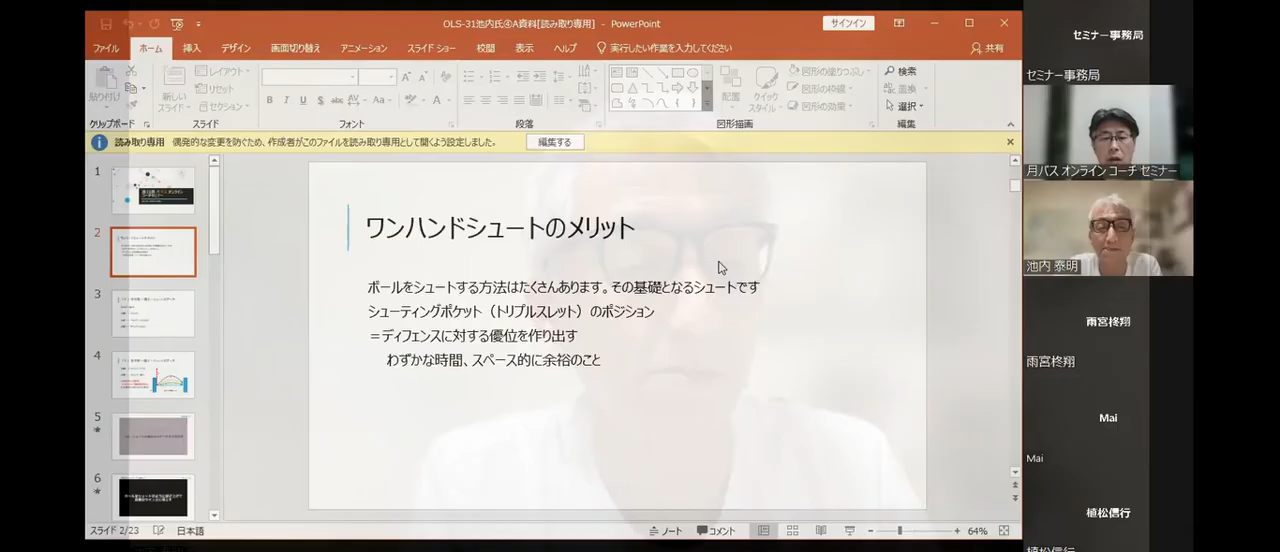 OLS-31池内氏④A資料[読み取り専用] - PowerPoint
サインイン
ファイル
ホーム
挿入
デザイン
画面切り替え
アニメーション
スライド ショー
校閲
表示
ヘルプ
実行したい作業を入力してください
共有
貼り付け
新しい
スライド
レイアウト
リセット
セクション
配置
クイック
スタイル
図形の塗りつぶし
図形の枠線
図形の効果
検索
置換
選択
クリップボード
スライド
フォント
段落
図形描画
編集
読み取り専用 偶発的な変更を防ぐため、作成者がこのファイルを読み取り専用として開くよう設定しました。
編集する
1
2
3
4
5
6
ワンハンドシュートのメリット
ボールをシュートする方法はたくさんあります。その基礎となるシュートです
シューティングポケット（トリプルスレット）のポジション
＝ディフェンスに対する優位を作り出す
わずかな時間、スペース的に余裕のこと
スライド 2/23
日本語
ノート
コメント
64%
セミナー事務局
セミナー事務局
月バス オンライン コーチ セミナー
池内 泰明
雨宮柊翔
雨宮柊翔
Mai
Mai
植松信行
植松信行